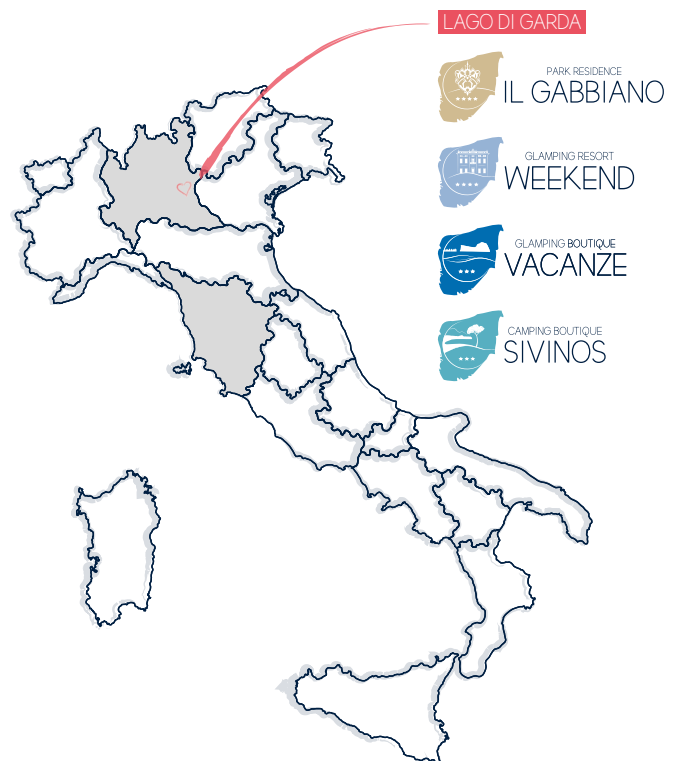 LAGO DI GARDA
PARK RESIDENCE
IL GABBIANO
GLAMPING RESORT
WEEKEND
GLAMPING BOUTIQUE
VACANZE
CAMPING BOUTIQUE
SIVINOS